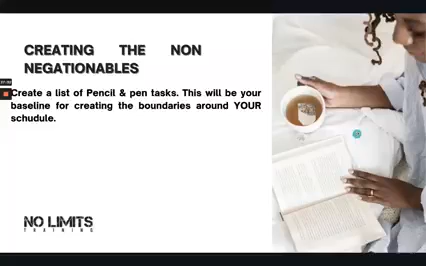 CREATING THE NON
NEGATIONABLES
Create a list of Pencil & pen tasks. This will be your
baseline for creating the boundaries around YOUR
schudule.
NO LIMITS
TRAINING